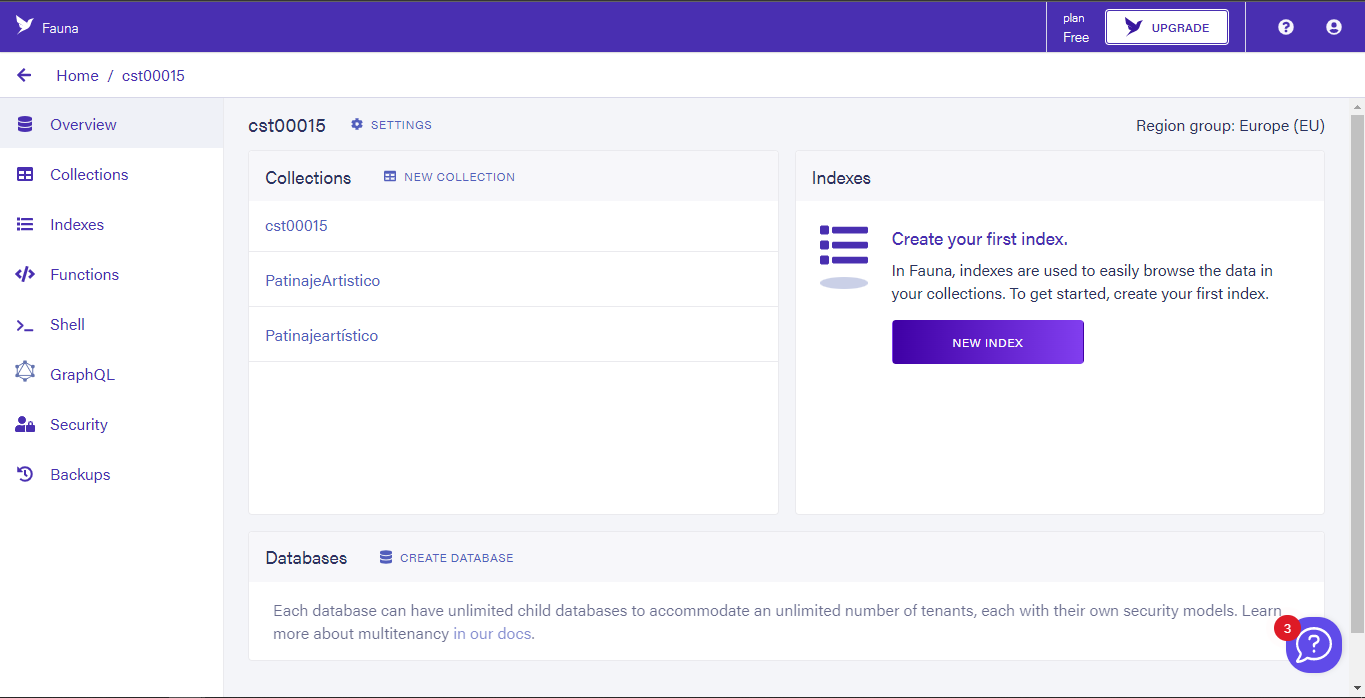 Fauna
plan
Free
UPGRADE
Home / cst00015
Overview
Collections
Indexes
Functions
Shell
GraphQL
Security
Backups
cst00015
SETTINGS
Region group: Europe (EU)
Collections
NEW COLLECTION
cst00015
PatinajeArtistico
Patinajeartístico
Indexes
Create your first index.
In Fauna, indexes are used to easily browse the data in
your collections. To get started, create your first index.
NEW INDEX
Databases
CREATE DATABASE
Each database can have unlimited child databases to accommodate an unlimited number of tenants, each with their own security models. Learn
more about multitenancy in our docs.
3